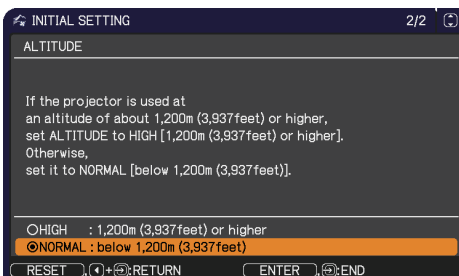 INITIAL SETTING 2/2
ALTITUDE
If the projector is used at
an altitude of about 1,200m (3,937feet) or higher,
set ALTITUDE to HIGH [1,200m (3,937feet) or higher].
Otherwise,
set it to NORMAL [below 1,200m (3,937feet)].
HIGH : 1,200m (3,937feet) or higher
NORMAL : below 1,200m (3,937feet)
RESET , + :RETURN ENTER , :END